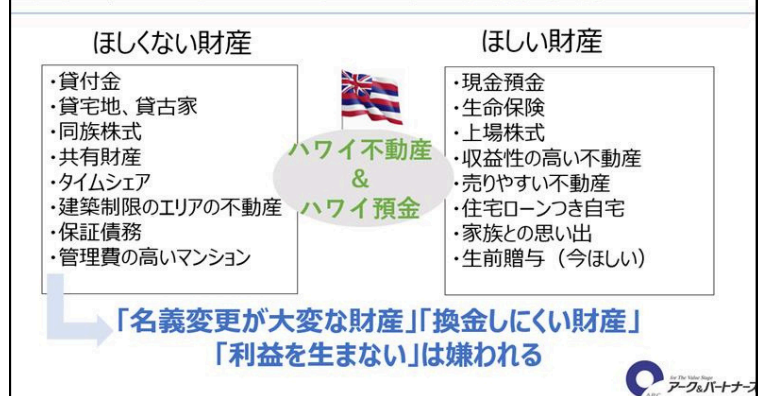 ほしくない財産
・貸付金
・貸宅地、貸古家
・同族株式
・共有財産
・タイムシェア
・建築制限のエリアの不動産
・保証債務
・管理費の高いマンション
ハワイ不動産
&
ハワイ預金
ほしい財産
・現金預金
・生命保険
・上場株式
・収益性の高い不動産
・売りやすい不動産
・住宅ローンつき自宅
・家族との思い出
・生前贈与（今ほしい）
「名義変更が大変な財産」「換金しにくい財産」
「利益を生まない」は嫌われる
for The Value Stage
アーク&パートナーズ